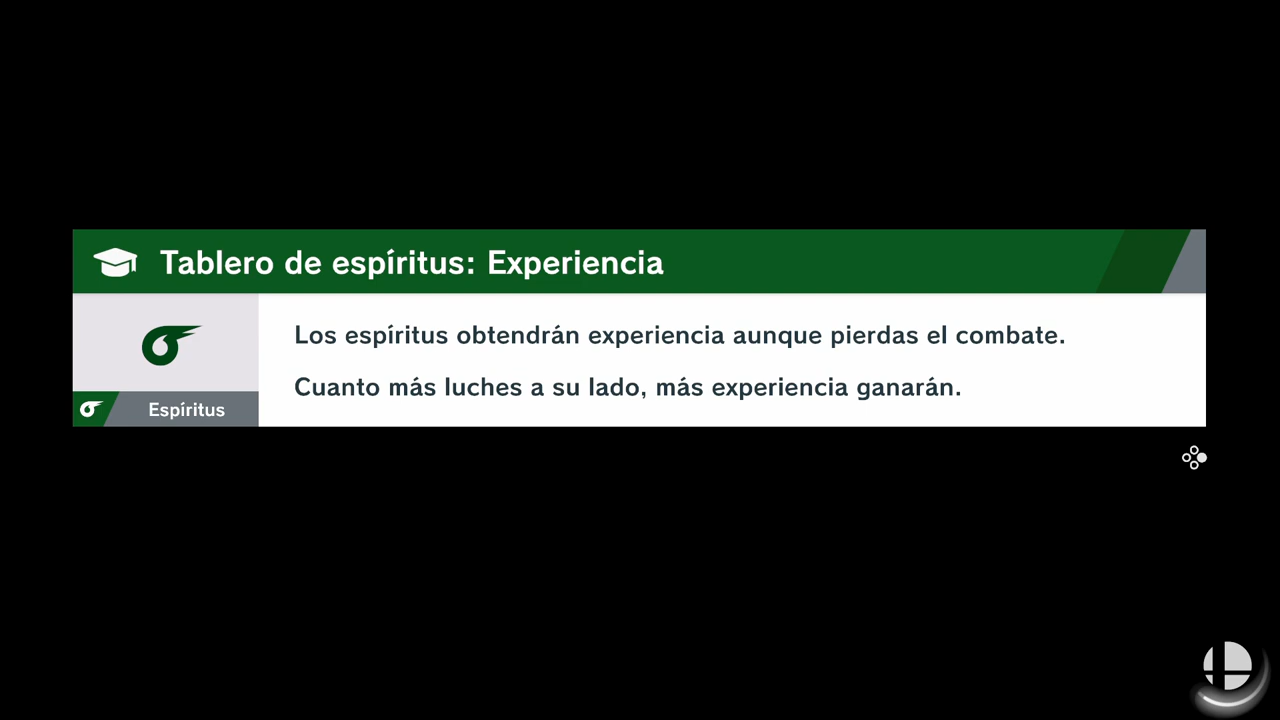 Tablero de espíritus: Experiencia
Los espíritus obtendrán experiencia aunque pierdas el combate.
Cuanto más luches a su lado, más experiencia ganarán.
Espíritus